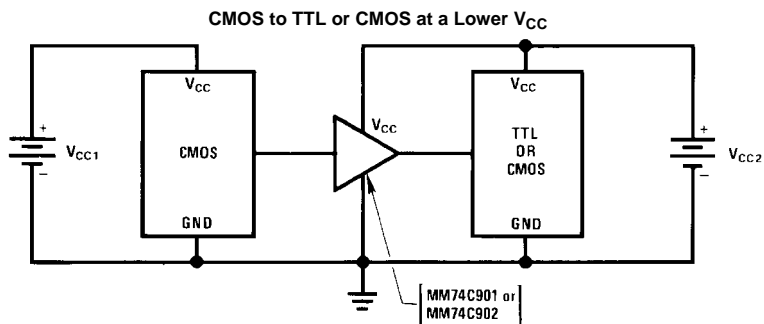 CMOS to TTL or CMOS at a Lower VCC
VCC
VCC
+
VCC1
−
CMOS
GND
VCC
TTL
OR
CMOS
GND
+
VCC2
−
MM74C901 or
MM74C902